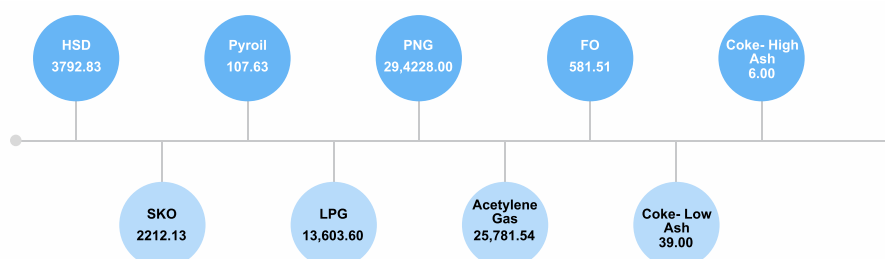 HSD
3792.83
Pyroil
107.63
PNG
29,4228.00
FO
581.51
Coke- High
Ash
6.00
SKO
2212.13
LPG
13,603.60
Acetylene
Gas
25,781.54
Coke- Low
Ash
39.00